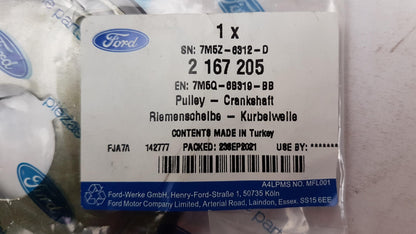 1 x
Ford
SN: 7M5Z-6312-D
2 167 205
EN: 7M5Q-6B319-BB
Pulley - Crankshaft
Riemenscheibe - Kurbelwelle
CONTENTS MADE IN Turkey
FJA7A 142777 PACKED: 23SEP2021 USE BY: *******
A4LPMS NO. MFL001
Ford-Werke GmbH, Henry-Ford-Straße 1, 50735 Köln
Ford Motor Company Limited, Arterial Road, Laindon, Essex. SS15 6EE